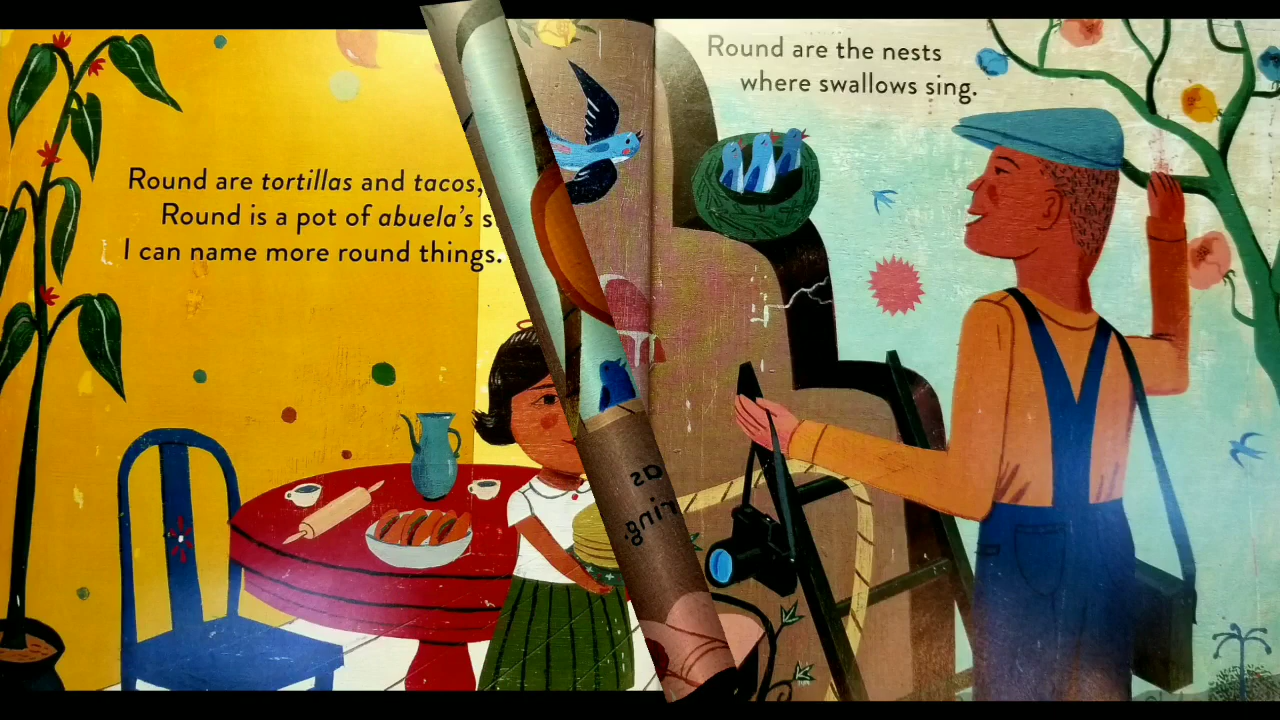 Round are tortillas and tacos,
Round is a pot of abuela's
I can name more round things.
Round are the nests
where swallows sing.
as